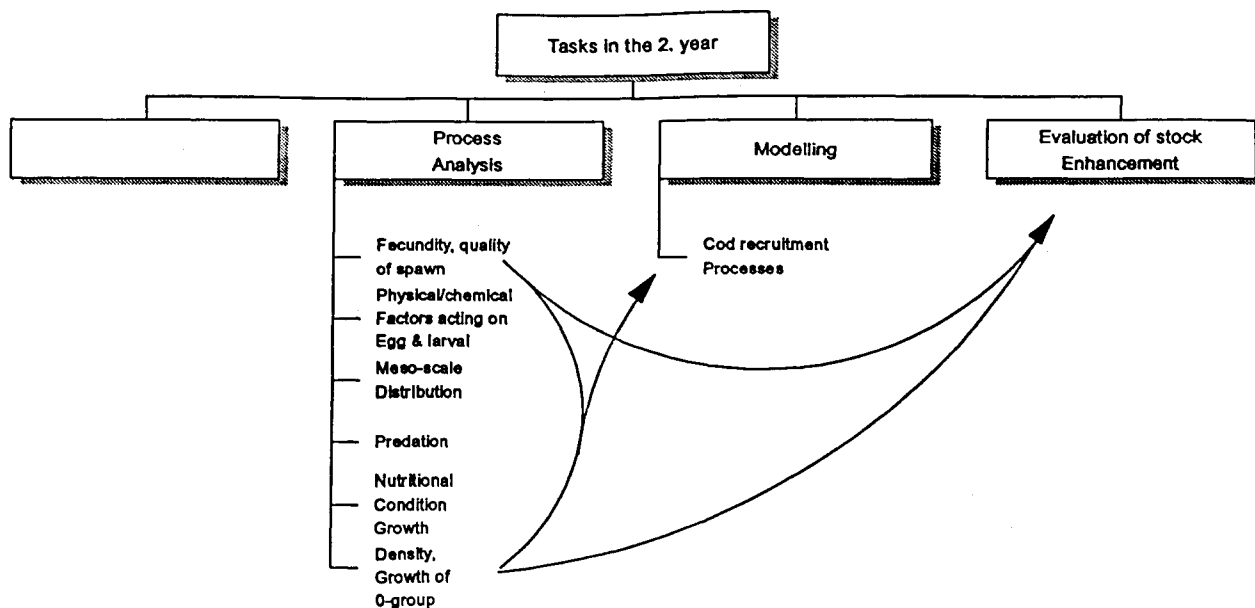 Tasks in the 2. year
Process
Analysis
Modelling
Evaluation of stock
Enhancement
Fecundity, quality
of spawn
Physical/chemical
Factors acting on
Egg & larval
Meso-scale
Distribution
Predation
Nutritional
Condition
Growth
Density,
Growth of
0-group
Cod recruitment
Processes